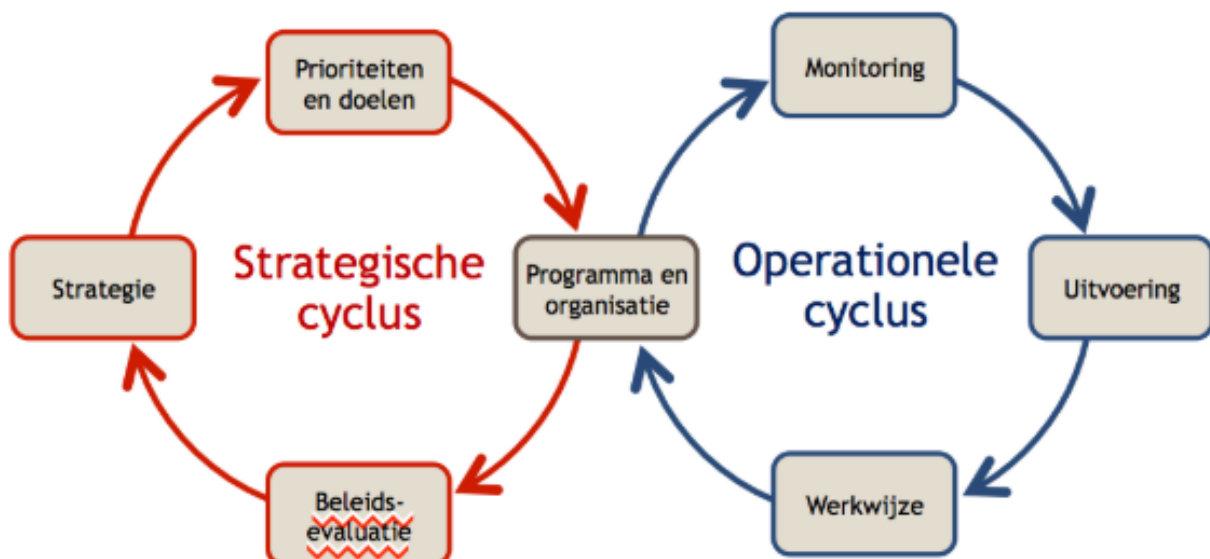 Prioriteiten
en doelen
Monitoring
Strategie
Strategische
cyclus
Programma en
organisatie
Operationele
cyclus
Uitvoering
Beleids-
evaluatie
Werkwijze